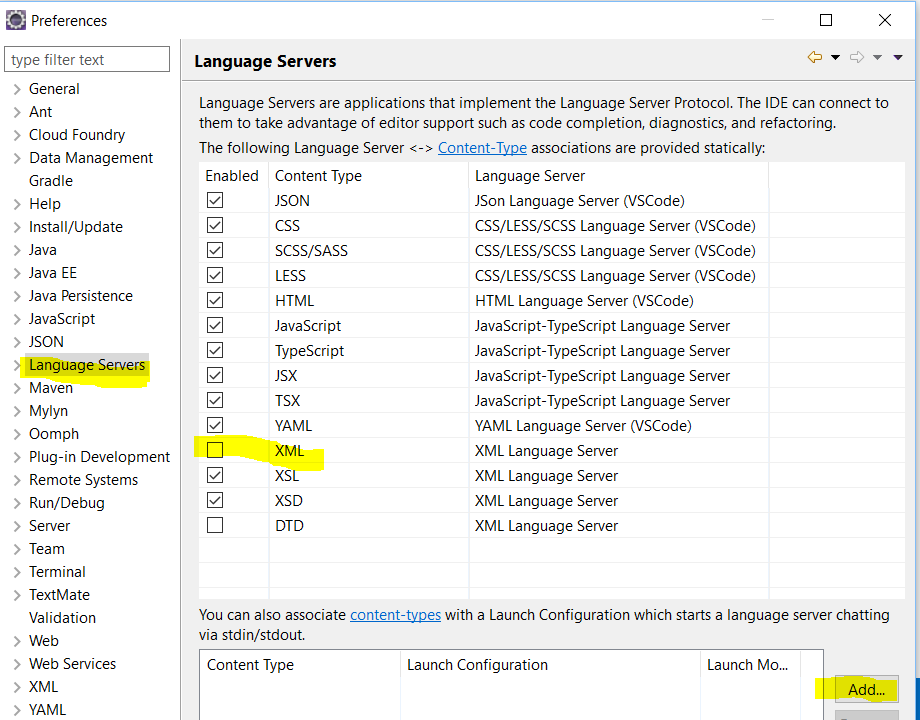 Preferences
type filter text
General
Ant
Cloud Foundry
Data Management
Gradle
Help
Install/Update
Java
Java EE
Java Persistence
JavaScript
JSON
Language Servers
Maven
Mylyn
Oomph
Plug-in Development
Remote Systems
Run/Debug
Server
Team
Terminal
TextMate
Validation
Web
Web Services
XML
YAML
Language Servers
Language Servers are applications that implement the Language Server Protocol. The IDE can connect to
them to take advantage of editor support such as code completion, diagnostics, and refactoring.
The following Language Server <-> Content-Type associations are provided statically:
Enabled Content Type Language Server
JSON JSon Language Server (VSCode)
CSS CSS/LESS/SCSS Language Server (VSCode)
SCSS/SASS CSS/LESS/SCSS Language Server (VSCode)
LESS CSS/LESS/SCSS Language Server (VSCode)
HTML HTML Language Server (VSCode)
JavaScript JavaScript-TypeScript Language Server
TypeScript JavaScript-TypeScript Language Server
JSX JavaScript-TypeScript Language Server
TSX JavaScript-TypeScript Language Server
YAML YAML Language Server (VSCode)
XML XML Language Server
XSL XML Language Server
XSD XML Language Server
DTD XML Language Server
You can also associate content-types with a Launch Configuration which starts a language server chatting
via stdin/stdout.
Content Type Launch Configuration Launch Mo...
Add...